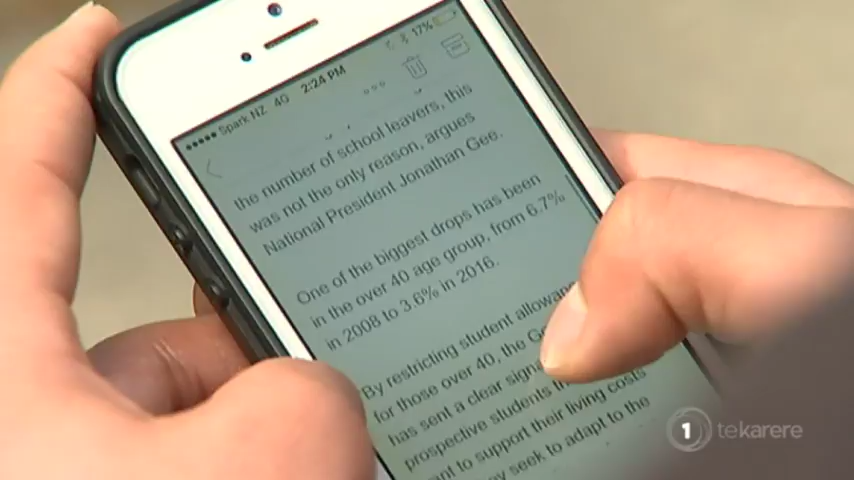 Spark NZ 4G 2:24 PM 17%
the number of school leavers, this
was not the only reason, argues
National President Jonathan Gee.
One of the biggest drops has been
in the over 40 age group, from 6.7%
in 2008 to 3.6% in 2016.
By restricting student allowanc
for those over 40, the Go
has sent a clear signa
prospective students
ant to support their living costs
ey seek to adapt to the
1 tekarere